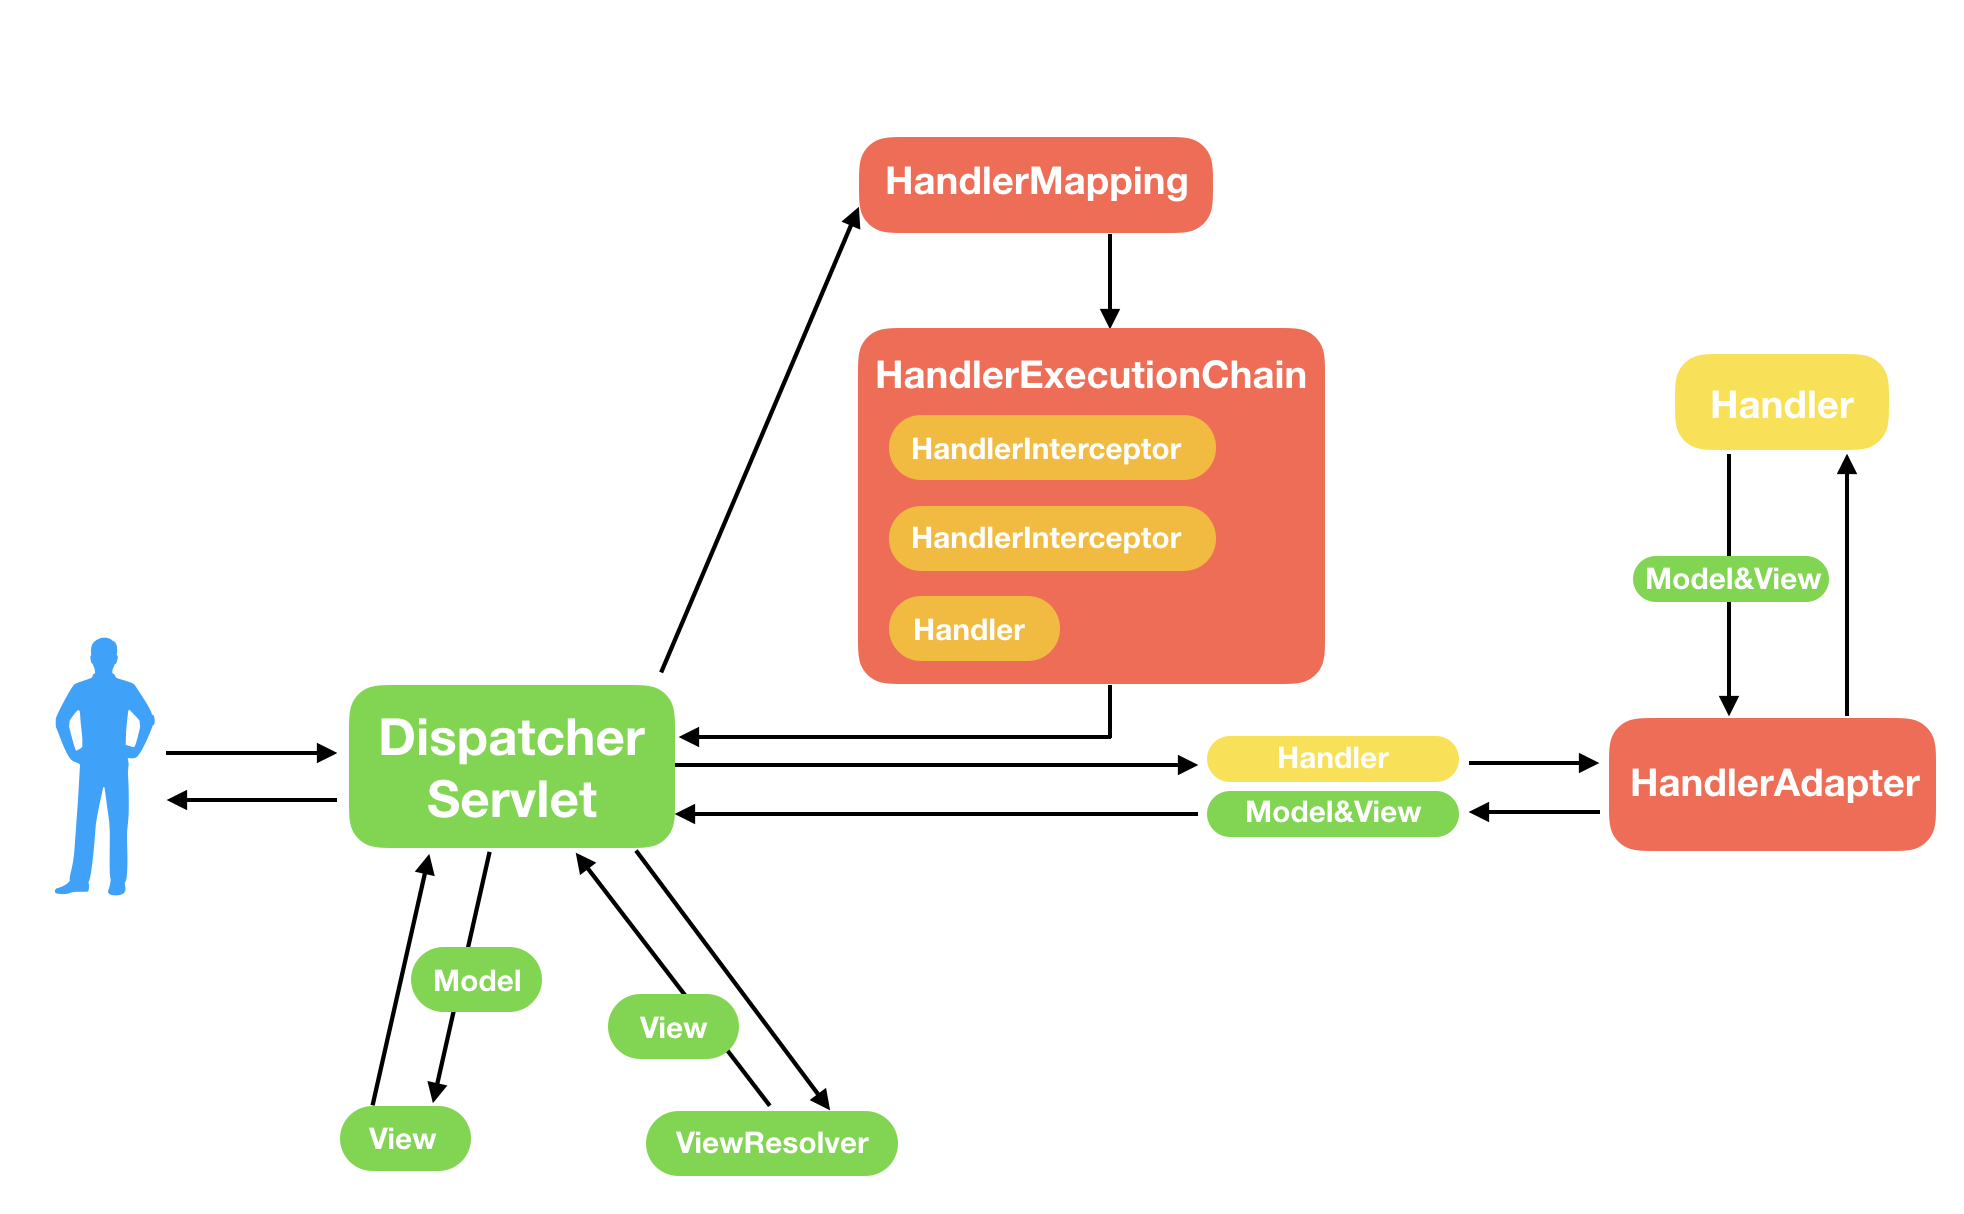 HandlerMapping
HandlerExecutionChain
HandlerInterceptor
HandlerInterceptor
Handler
Handler
Model&View
Dispatcher
Servlet
Handler
Model&View
HandlerAdapter
Model
View
View
ViewResolver